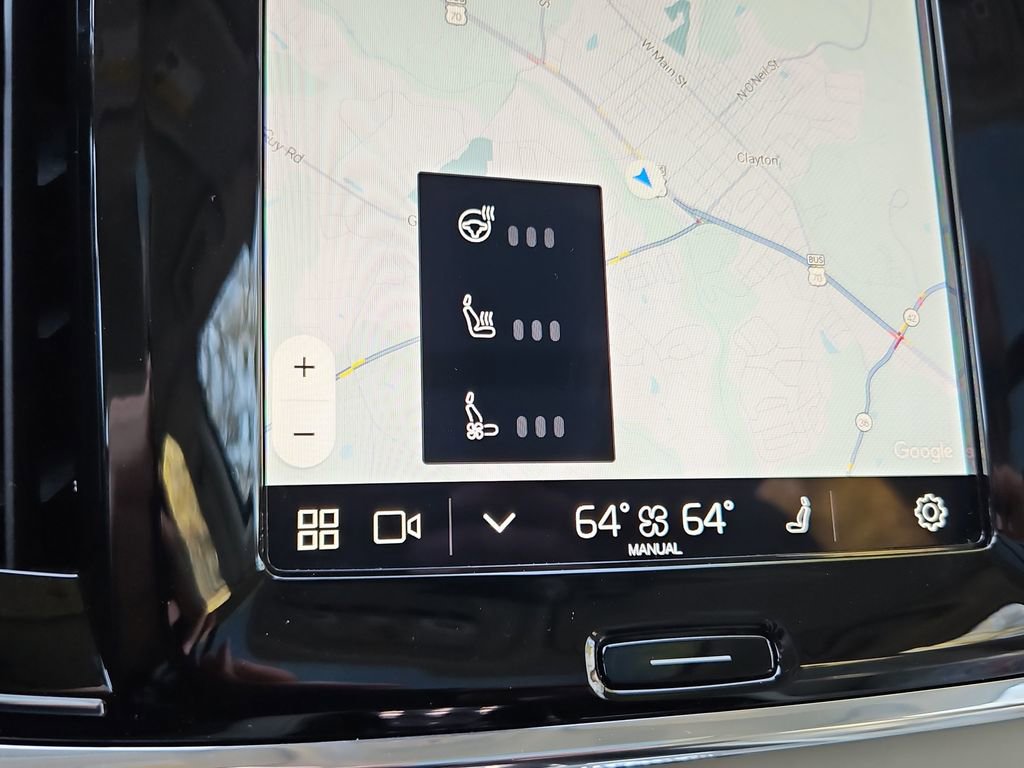 70
W Main St
N O'Neil St
Guy Rd
Clayton
BUS
70
42
36
+
−
Google
64° 64°
MANUAL